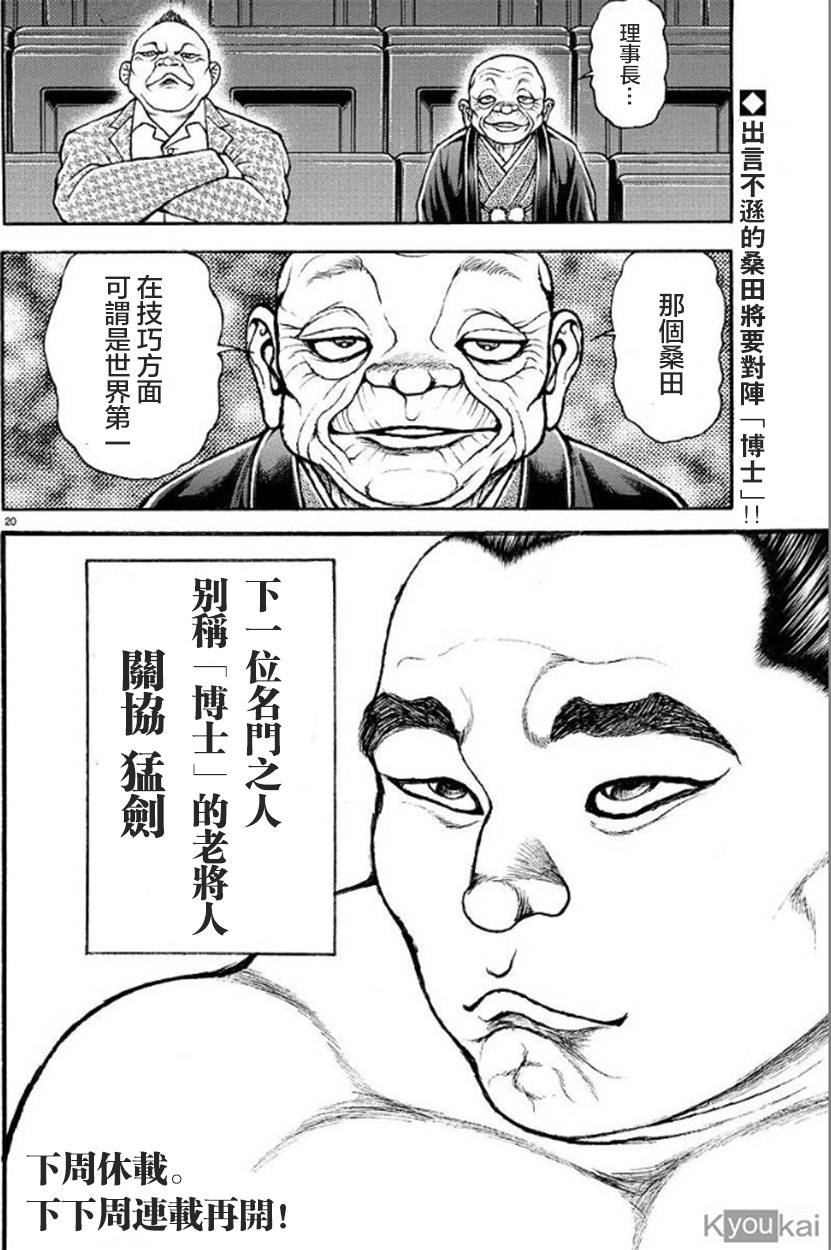 理事長…
◆出言不遜的桑田將要對陣「博士」!!
那個桑田
在技巧方面
可謂是世界第一
20
下一位名門之人
別稱「博士」的老將人
關協 猛劍
下周休載。
下下周連載再開!
Kyoukai